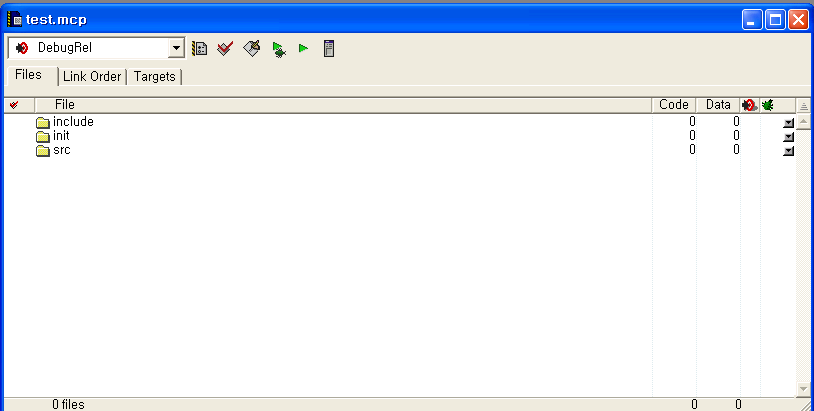 test.mcp
DebugRel
Files Link Order Targets
File Code Data
include 0 0
init 0 0
src 0 0
0 files 0 0